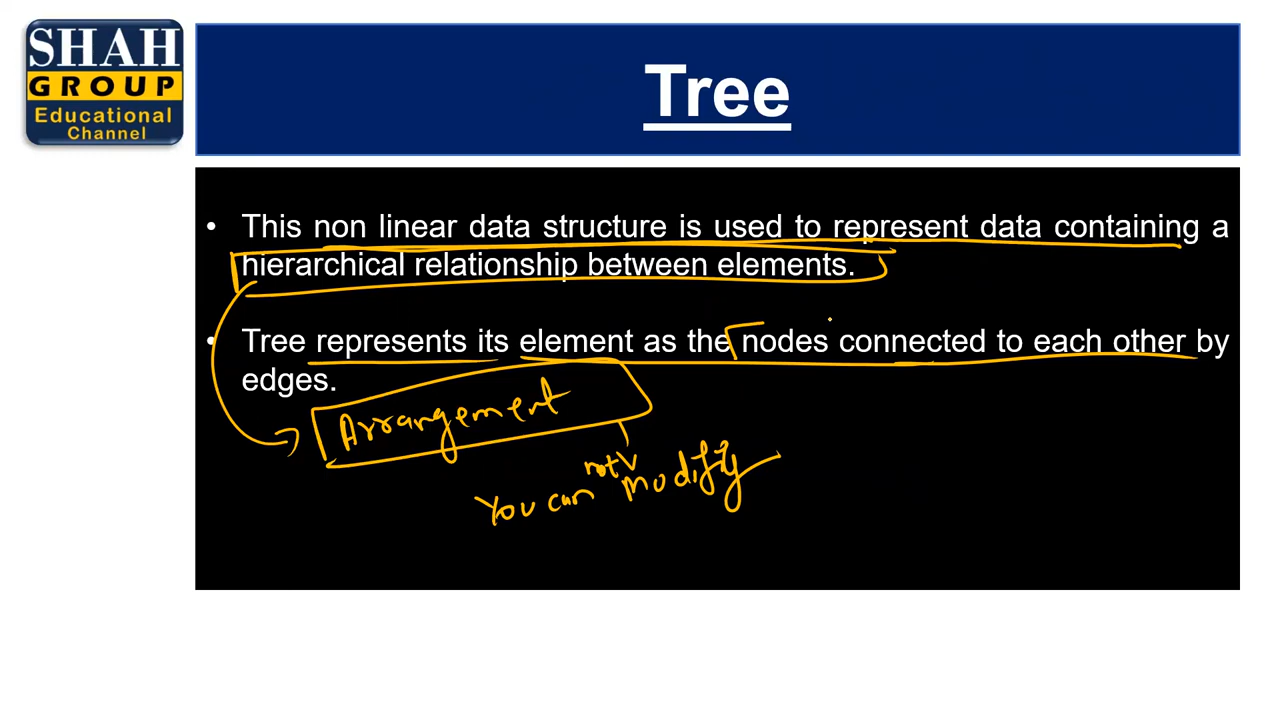 SHAH
GROUP
Educational
Channel
Tree
• This non linear data structure is used to represent data containing a
hierarchical relationship between elements.
• Tree represents its element as the nodes connected to each other by
edges.
Arrangement
You can not modify